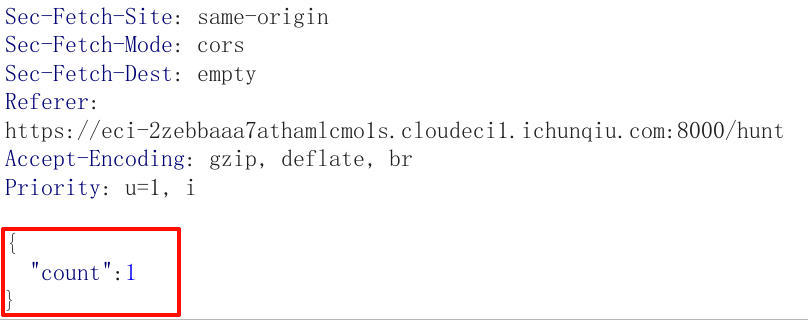 Sec-Fetch-Site: same-origin
Sec-Fetch-Mode: cors
Sec-Fetch-Dest: empty
Referer:
https://eci-2zebbaaa7athamlcmo1s.cloudeci1.ichunqiu.com:8000/hunt
Accept-Encoding: gzip, deflate, br
Priority: u=1, i
{
"count":1
}